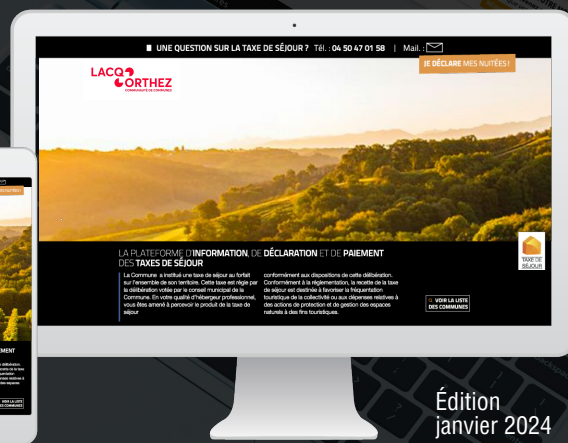 UNE QUESTION SUR LA TAXE DE SÉJOUR ? Tél. : 04 50 47 01 58 | Mail. :
JE DÉCLARE MES NUITÉES !
LACQ
ORTHEZ
COMMUNAUTÉ DE COMMUNES
LA PLATEFORME D'INFORMATION, DE DÉCLARATION ET DE PAIEMENT
DES TAXES DE SÉJOUR
La Commune a institué une taxe de séjour au forfait
sur l'ensemble de son territoire. Cette taxe est régie par
la délibération votée par le conseil municipal de la
Commune. En votre qualité d'hébergeur professionnel,
vous êtes amené à percevoir le produit de la taxe de
séjour
conformément aux dispositions de cette délibération.
Conformément à la réglementation, la recette de la taxe
de séjour est destinée à favoriser la fréquentation
touristique de la collectivité ou aux dépenses relatives à
des actions de protection et de gestion des espaces
naturels à des fins touristiques.
VOIR LA LISTE
DES COMMUNES
TAXE DE
SÉJOUR
Édition
janvier 2024